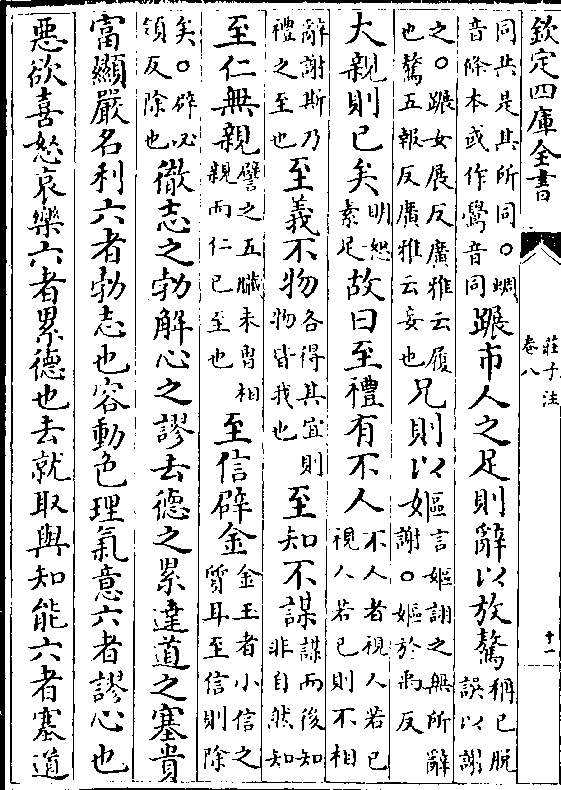 欽定四庫全書
莊子注
卷八
十一
同共是其所同○蜩
音條本或作鸎音同
蹍市人之足則辭以放驁
稱已脫
誤以謝
之○蹍女展反廣雅云履
也驁五報反廣雅云妄也
兄則以嫗
言嫗詡之無所辭
謝○嫗於禹反
大親則已矣
明恕
素足
故曰至禮有不人
不人者視人若已
視人若已則不相
辭謝斯乃
禮之至也
至義不物
各得其宜則
物皆我也
至知不謀
謀而後知
非自然知
至仁無親
譬之五臟未曽相
親而仁已至也
至信辟金
金玉者小信之
質耳至信則除
矣○辟必
領反除也
徹志之勃解心之謬去德之累達道之塞貴
富顯嚴名利六者勃志也容動色理氣意六者謬心也
惡欲喜怒哀樂六者累德也去就取與知能六者塞道